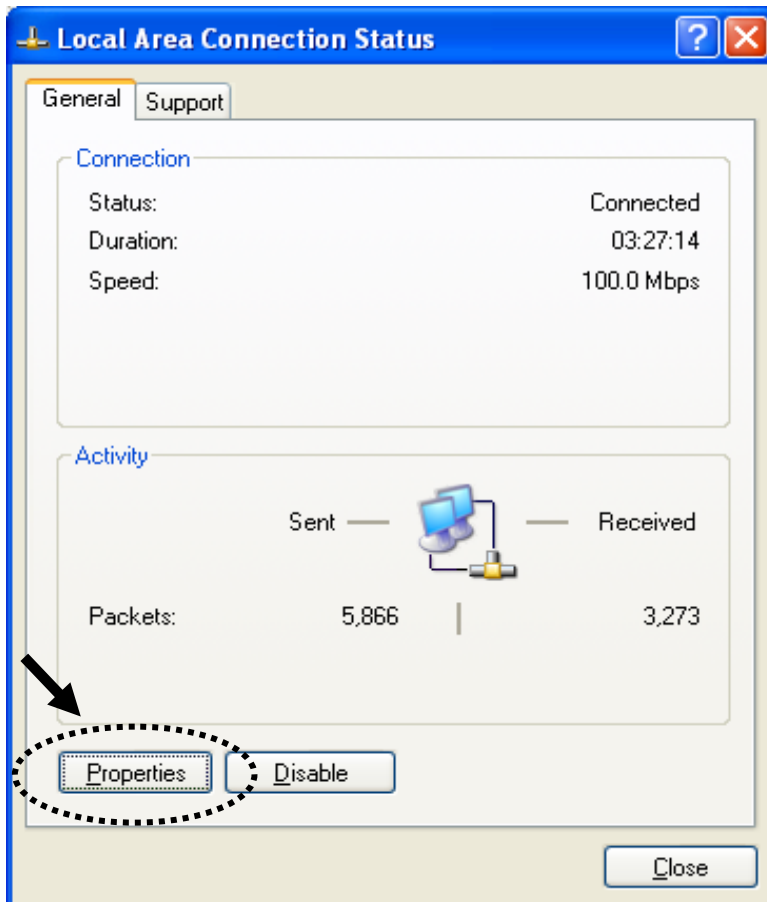 Local Area Connection Status
General Support
Connection
Status: Connected
Duration: 03:27:14
Speed: 100.0 Mbps
Activity
Sent Received
Packets: 5,866 3,273
Properties Disable
Close